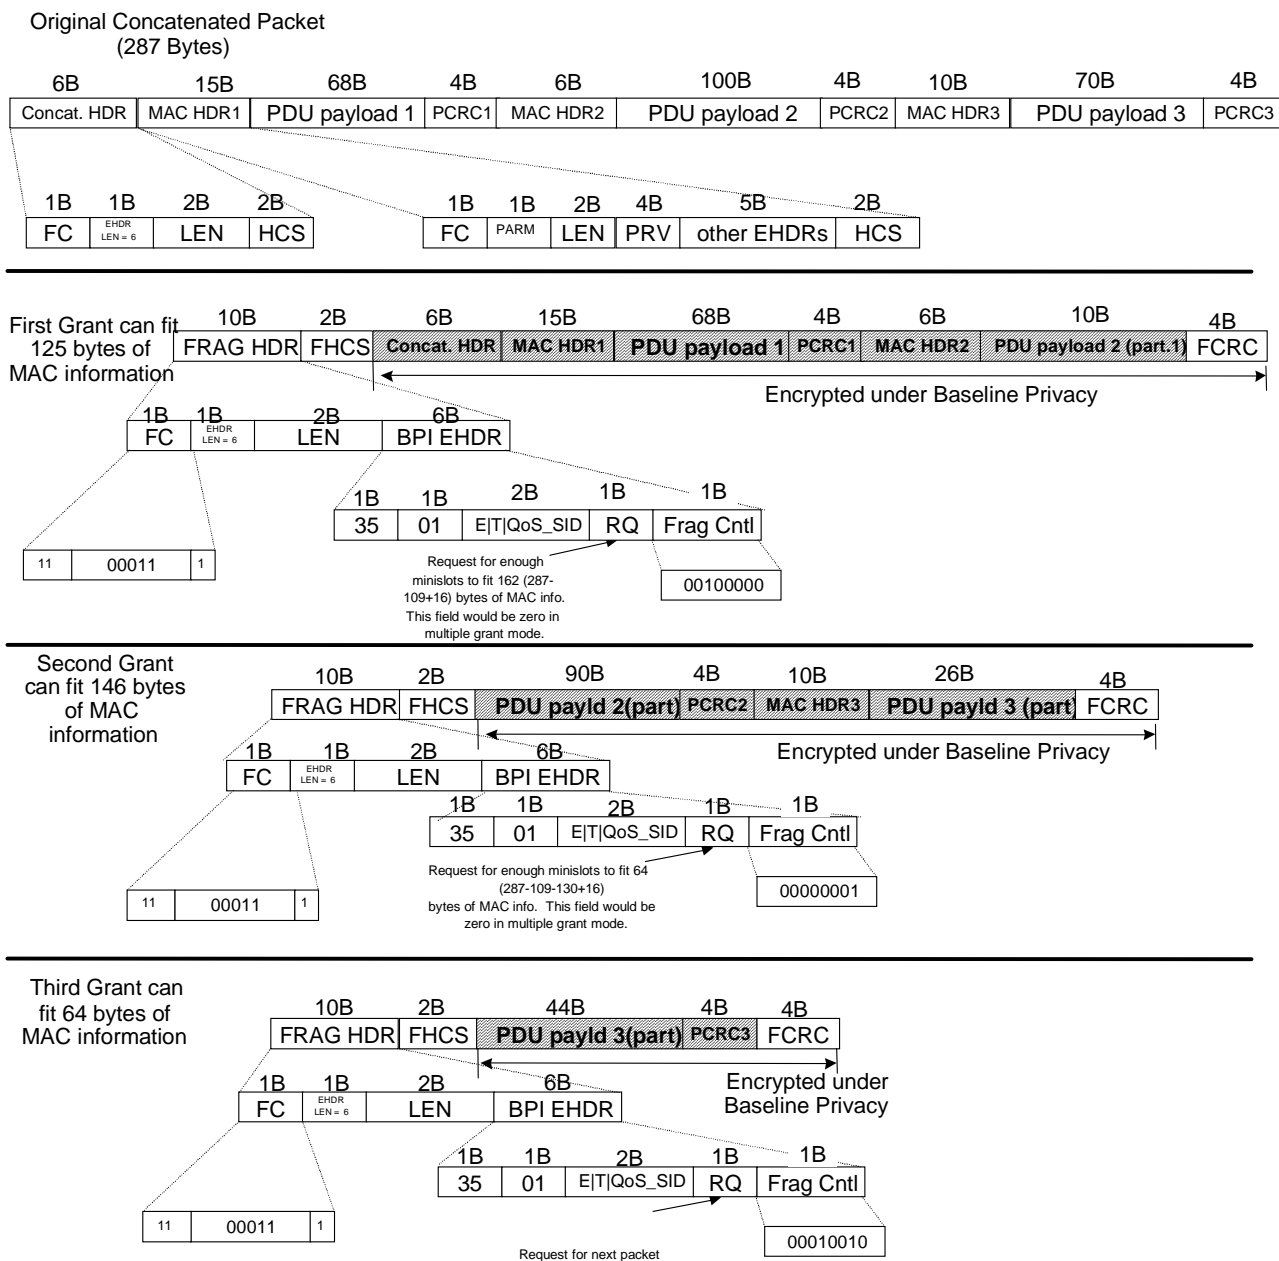 Original Concatenated Packet
(287 Bytes)
6B 15B 68B 4B 6B 100B 4B 10B 70B 4B
Concat. HDR MAC HDR1 PDU payload 1 PCRC1 MAC HDR2 PDU payload 2 PCRC2 MAC HDR3 PDU payload 3 PCRC3
1B 1B 2B 2B 1B 1B 2B 4B 5B 2B
FC EHDR LEN = 6 LEN HCS FC PARM LEN PRV other EHDRs HCS
First Grant can fit
125 bytes of
MAC information
10B 2B 6B 15B 68B 4B 6B 10B 4B
FRAG HDR FHCS Concat. HDR MAC HDR1 PDU payload 1 PCRC1 MAC HDR2 PDU payload 2 (part.1) FCRC
Encrypted under Baseline Privacy
1B 1B 2B 6B
FC EHDR LEN = 6 LEN BPI EHDR
1B 1B 2B 1B 1B
35 01 E|T|QoS_SID RQ Frag Cntl
11 00011 1
Request for enough
minislots to fit 162 (287-
109+16) bytes of MAC info.
This field would be zero in
multiple grant mode.
00100000
Second Grant
can fit 146 bytes
of MAC
information
10B 2B 90B 4B 10B 26B 4B
FRAG HDR FHCS PDU payld 2(part) PCRC2 MAC HDR3 PDU payld 3 (part) FCRC
Encrypted under Baseline Privacy
1B 1B 2B 6B
FC EHDR LEN = 6 LEN BPI EHDR
1B 1B 2B 1B 1B
35 01 E|T|QoS_SID RQ Frag Cntl
11 00011 1
Request for enough minislots to fit 64
(287-109-130+16)
bytes of MAC info. This field would be
zero in multiple grant mode.
00000001
Third Grant can
fit 64 bytes of
MAC information
10B 2B 44B 4B 4B
FRAG HDR FHCS PDU payld 3(part) PCRC3 FCRC
Encrypted under
Baseline Privacy
1B 1B 2B 6B
FC EHDR LEN = 6 LEN BPI EHDR
1B 1B 2B 1B 1B
35 01 E|T|QoS_SID RQ Frag Cntl
11 00011 1
00010010
Request for next packet